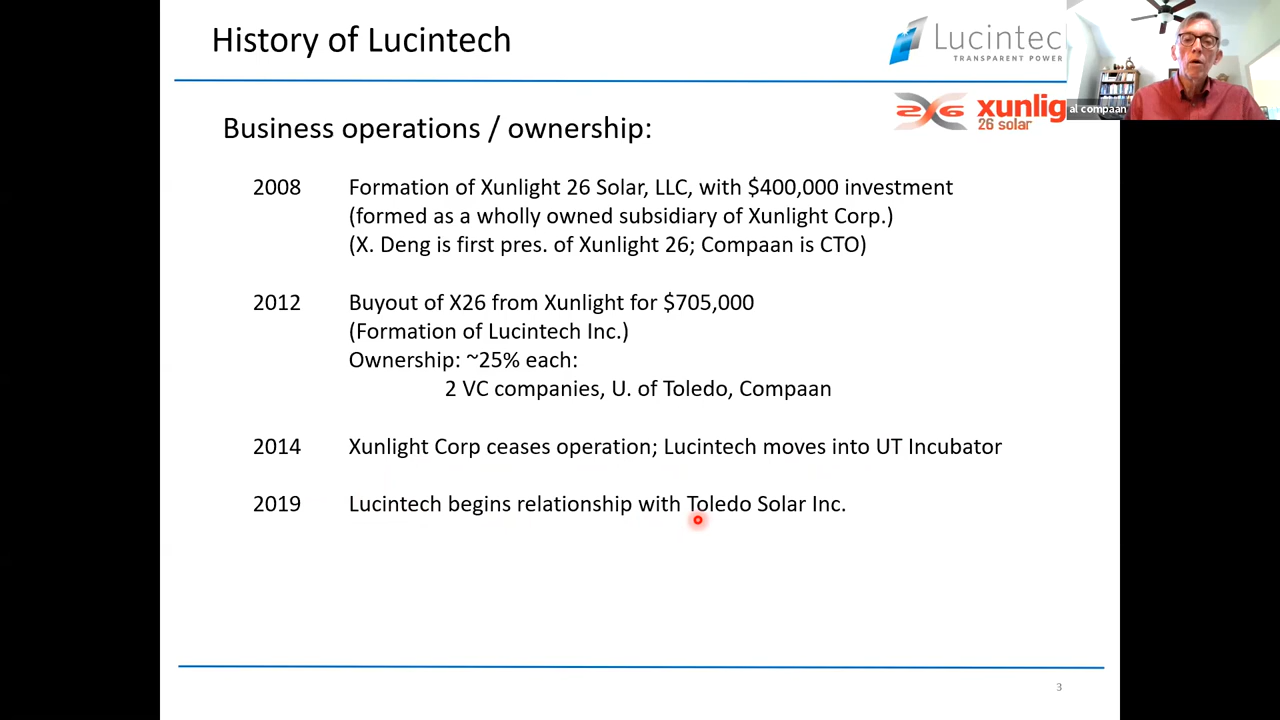 History of Lucintech
Lucintec
TRANSPARENT POWER
al compaan
xunlig
26 solar
Business operations / ownership:
2008 Formation of Xunlight 26 Solar, LLC, with $400,000 investment
(formed as a wholly owned subsidiary of Xunlight Corp.)
(X. Deng is first pres. of Xunlight 26; Compaan is CTO)
2012 Buyout of X26 from Xunlight for $705,000
(Formation of Lucintech Inc.)
Ownership: ~25% each:
2 VC companies, U. of Toledo, Compaan
2014 Xunlight Corp ceases operation; Lucintech moves into UT Incubator
2019 Lucintech begins relationship with Toledo Solar Inc.
3